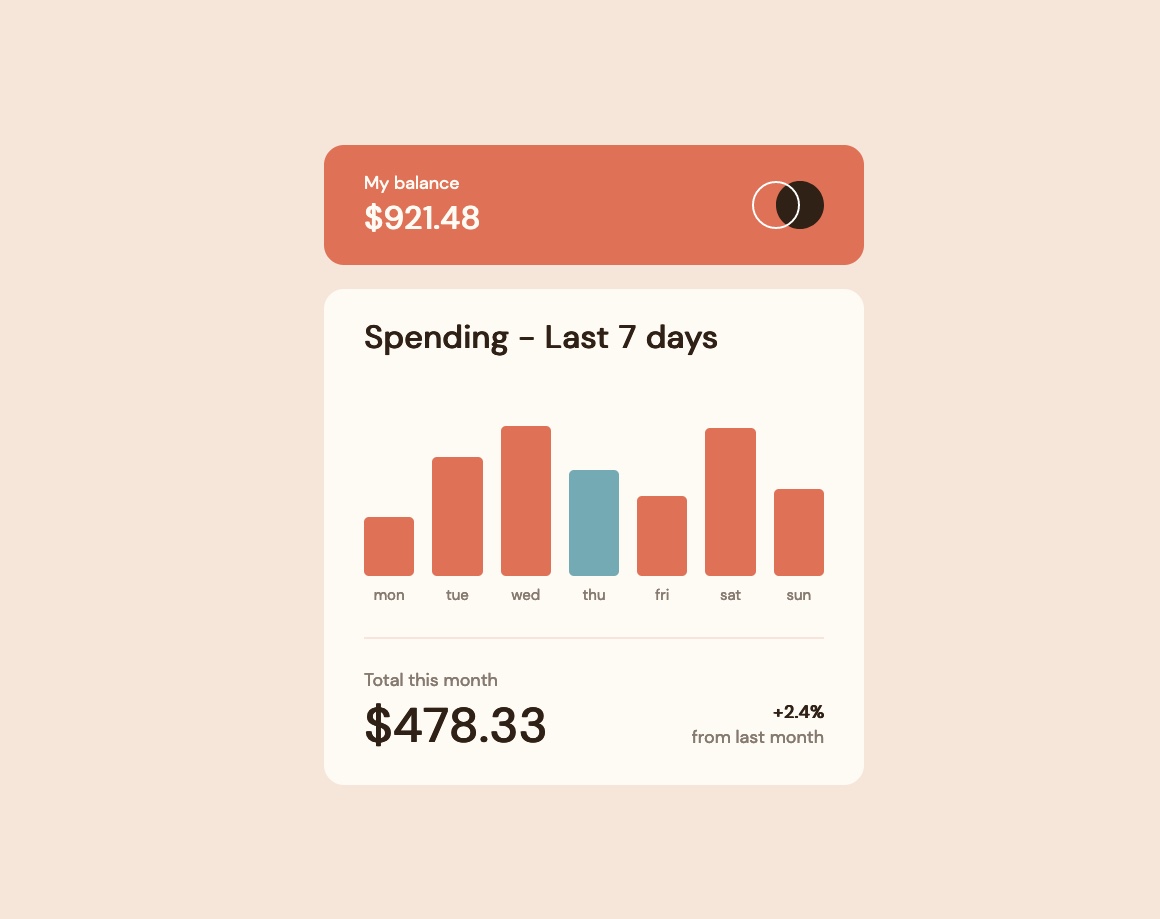 My balance
$921.48
Spending - Last 7 days
mon tue wed thu fri sat sun
Total this month
$478.33
+2.4%
from last month